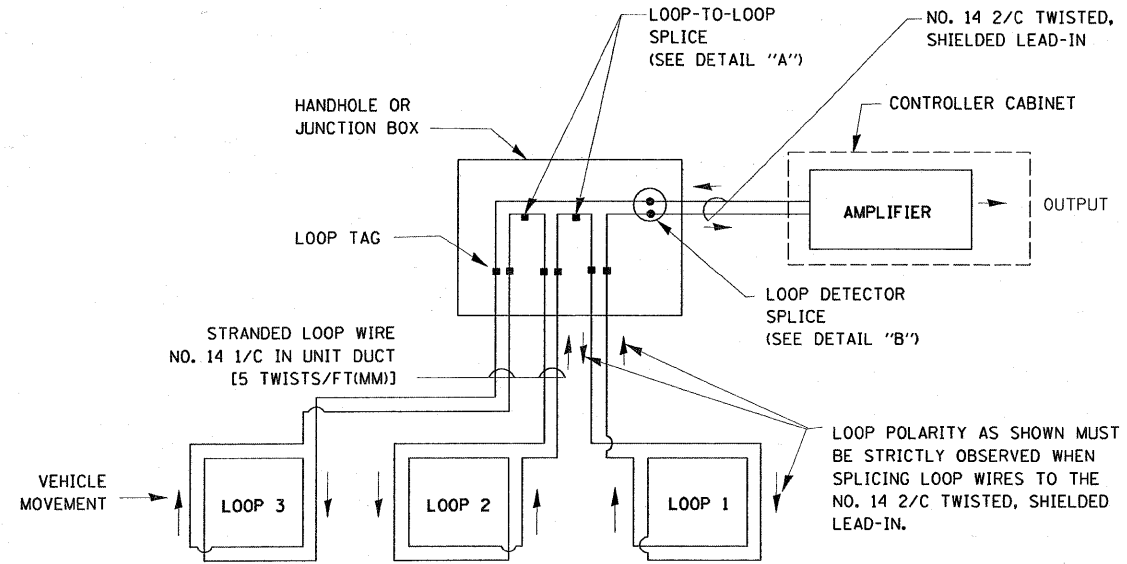 LOOP-TO-LOOP
SPLICE
(SEE DETAIL "A")
NO. 14 2/C TWISTED,
SHIELDED LEAD-IN
HANDHOLE OR
JUNCTION BOX
CONTROLLER CABINET
AMPLIFIER
OUTPUT
LOOP TAG
LOOP DETECTOR
SPLICE
(SEE DETAIL "B")
STRANDED LOOP WIRE
NO. 14 1/C IN UNIT DUCT
[5 TWISTS/FT(MM)]
LOOP POLARITY AS SHOWN MUST
BE STRICTLY OBSERVED WHEN
SPLICING LOOP WIRES TO THE
NO. 14 2/C TWISTED, SHIELDED
LEAD-IN.
VEHICLE
MOVEMENT
LOOP 3
LOOP 2
LOOP 1